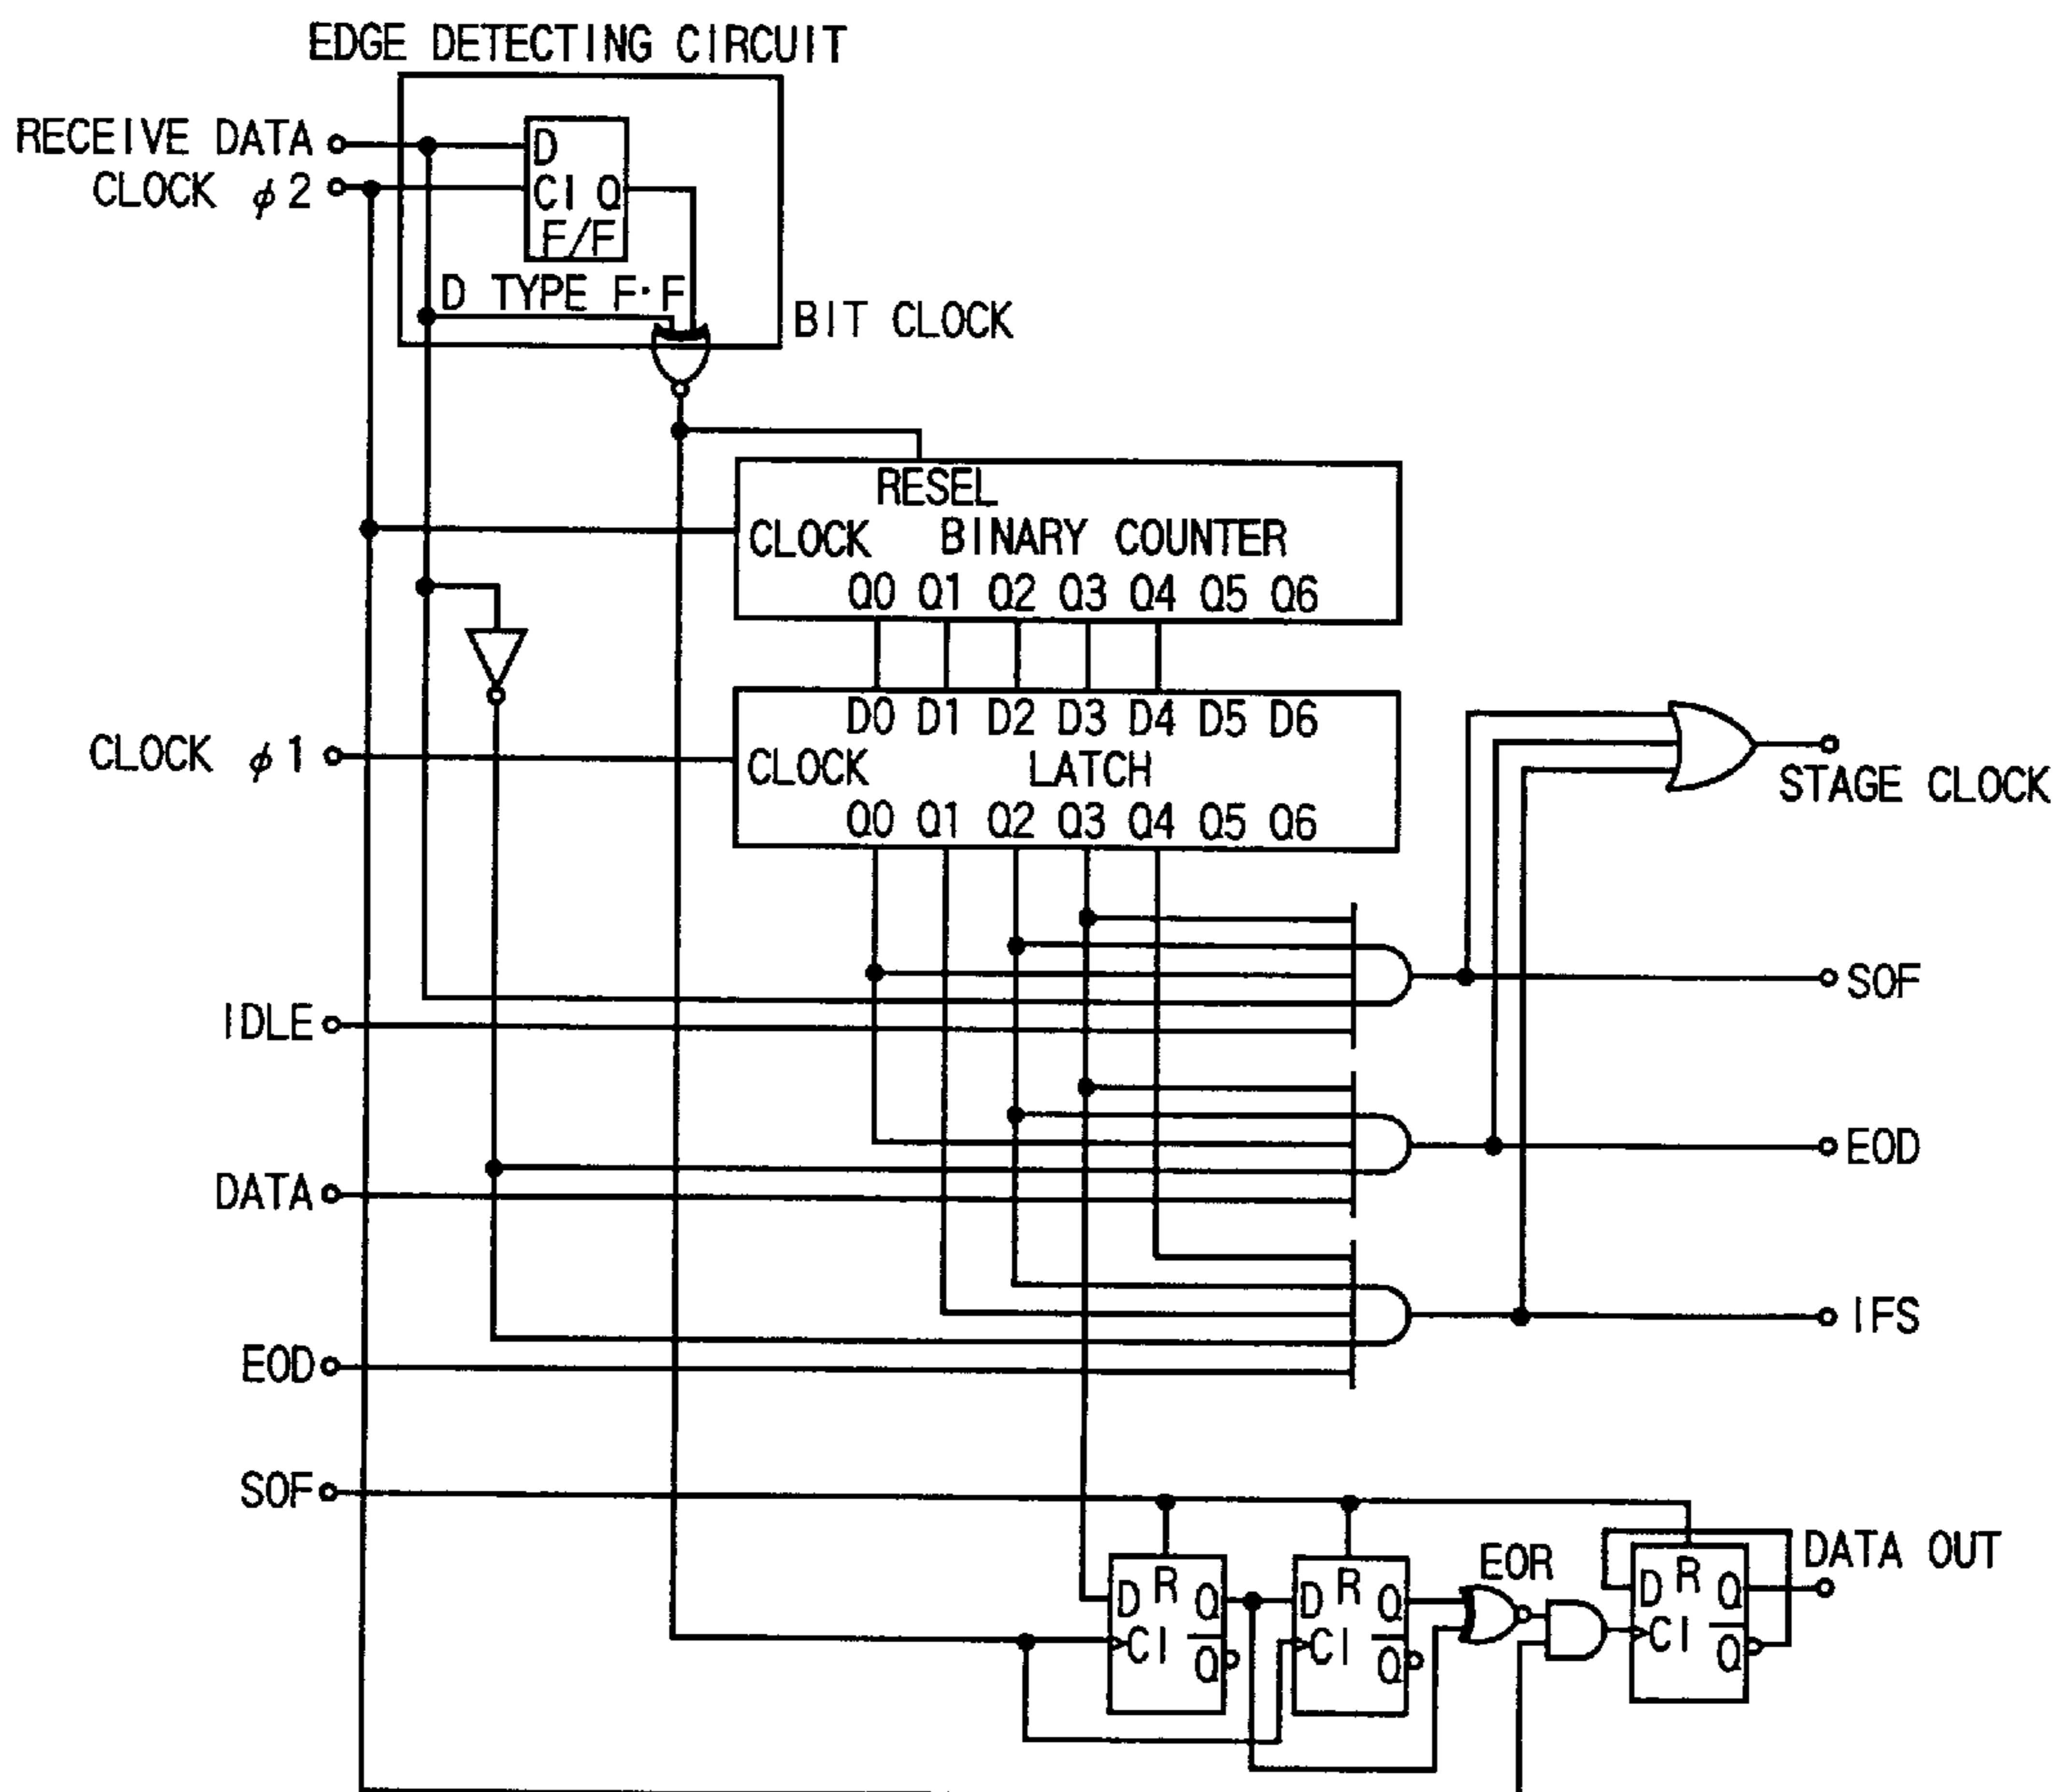 EDGE DETECTING CIRCUIT
RECEIVE DATA
D
CLOCK φ2
CI Q
F/F
D TYPE F·F
BIT CLOCK
RESEL
CLOCK BINARY COUNTER
Q0 Q1 Q2 Q3 Q4 Q5 Q6
D0 D1 D2 D3 D4 D5 D6
CLOCK φ1
CLOCK LATCH
STAGE CLOCK
Q0 Q1 Q2 Q3 Q4 Q5 Q6
SOF
IDLE
EOD
DATA
IFS
EOD
SOF
EOR
DATA OUT
D R Q
CI Q̅
D R Q
CI Q̅
D R Q
CI Q̅